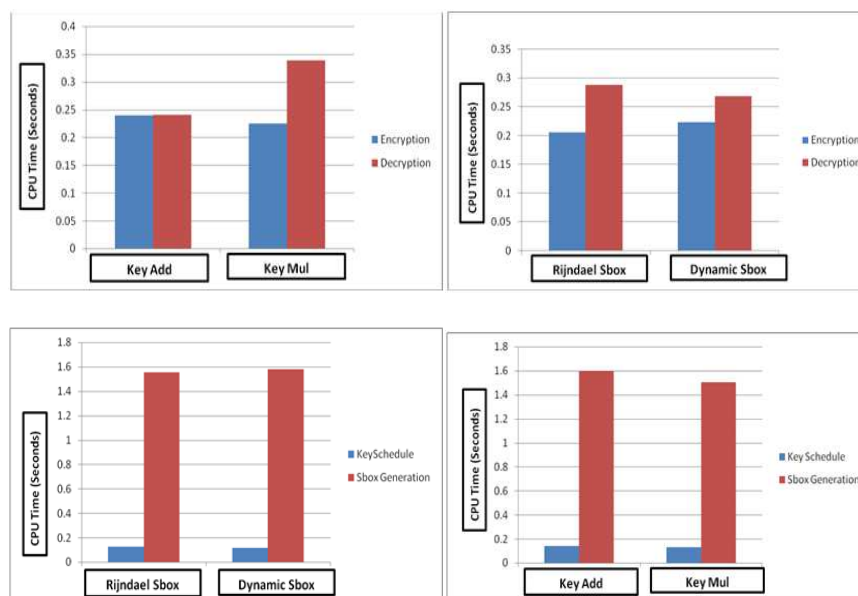 0.4
0.35
0.3
0.25
0.2
0.15
0.1
0.05
0
CPU Time (Seconds)
Encryption
Decryption
Key Add
Key Mul
0.35
0.3
0.25
0.2
0.15
0.1
0.05
0
CPU Time (Seconds)
Encryption
Decryption
Rijndael Sbox
Dynamic Sbox
1.8
1.6
1.4
1.2
1
0.8
0.6
0.4
0.2
0
CPU Time (Seconds)
Key Schedule
Sbox Generation
Rijndael Sbox
Dynamic Sbox
1.8
1.6
1.4
1.2
1
0.8
0.6
0.4
0.2
0
CPU Time (Seconds)
Key Schedule
Sbox Generation
Key Add
Key Mul